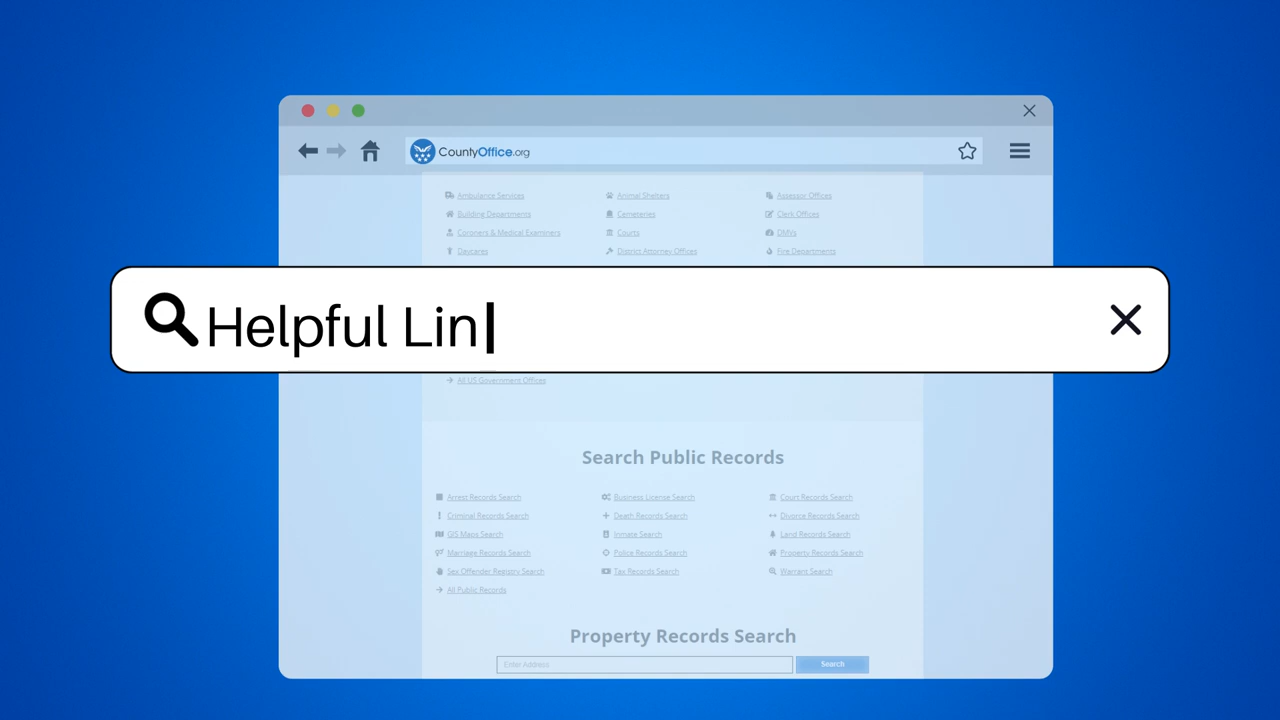 CountyOffice.org
Ambulance Services Animal Shelters Assessor Offices
Building Departments Cemeteries Clerk Offices
Coroners & Medical Examiners Courts DMVs
Daycares District Attorney Offices Fire Departments
Helpful Lin
All US Government Offices
Search Public Records
Arrest Records Search Business License Search Court Records Search
Criminal Records Search Death Records Search Divorce Records Search
GIS Maps Search Inmate Search Land Records Search
Marriage Records Search Police Records Search Property Records Search
Sex Offender Registry Search Tax Records Search Warrant Search
All Public Records
Property Records Search
Enter Address Search